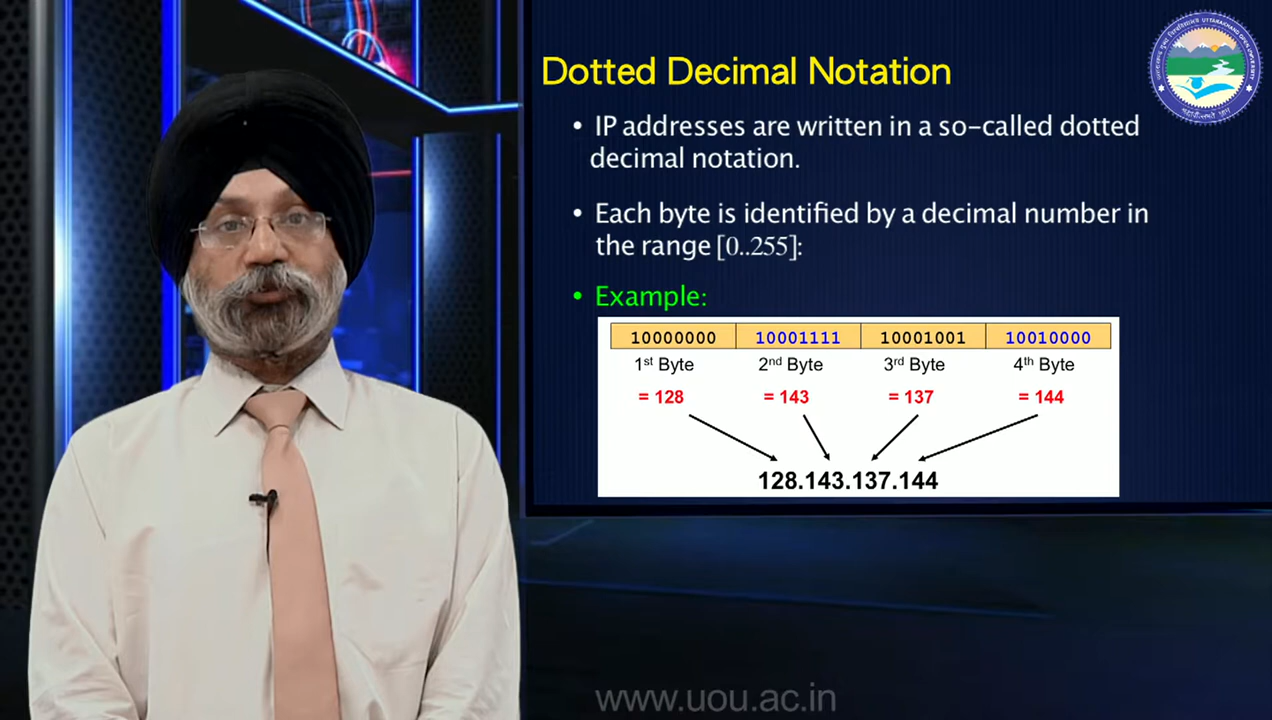 Dotted Decimal Notation
• IP addresses are written in a so-called dotted
decimal notation.
• Each byte is identified by a decimal number in
the range [0..255]:
• Example:
10000000 10001111 10001001 10010000
1st Byte 2nd Byte 3rd Byte 4th Byte
= 128 = 143 = 137 = 144
128.143.137.144
www.uou.ac.in